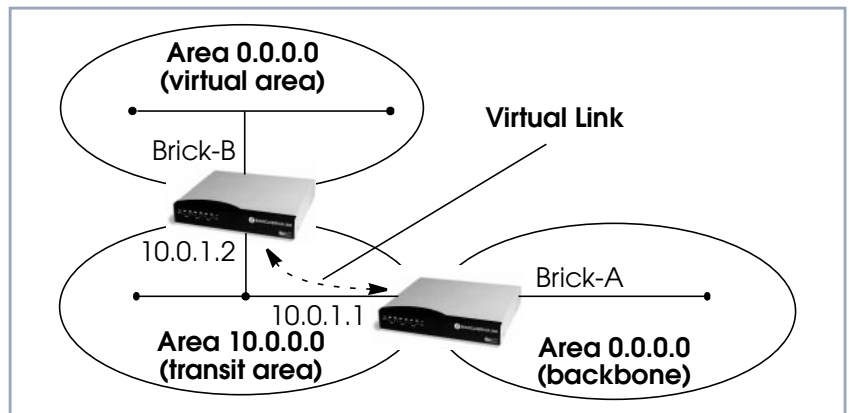 Area 0.0.0.0
(virtual area)
Virtual Link
Brick-B
10.0.1.2
Brick-A
10.0.1.1
Area 10.0.0.0
(transit area)
Area 0.0.0.0
(backbone)